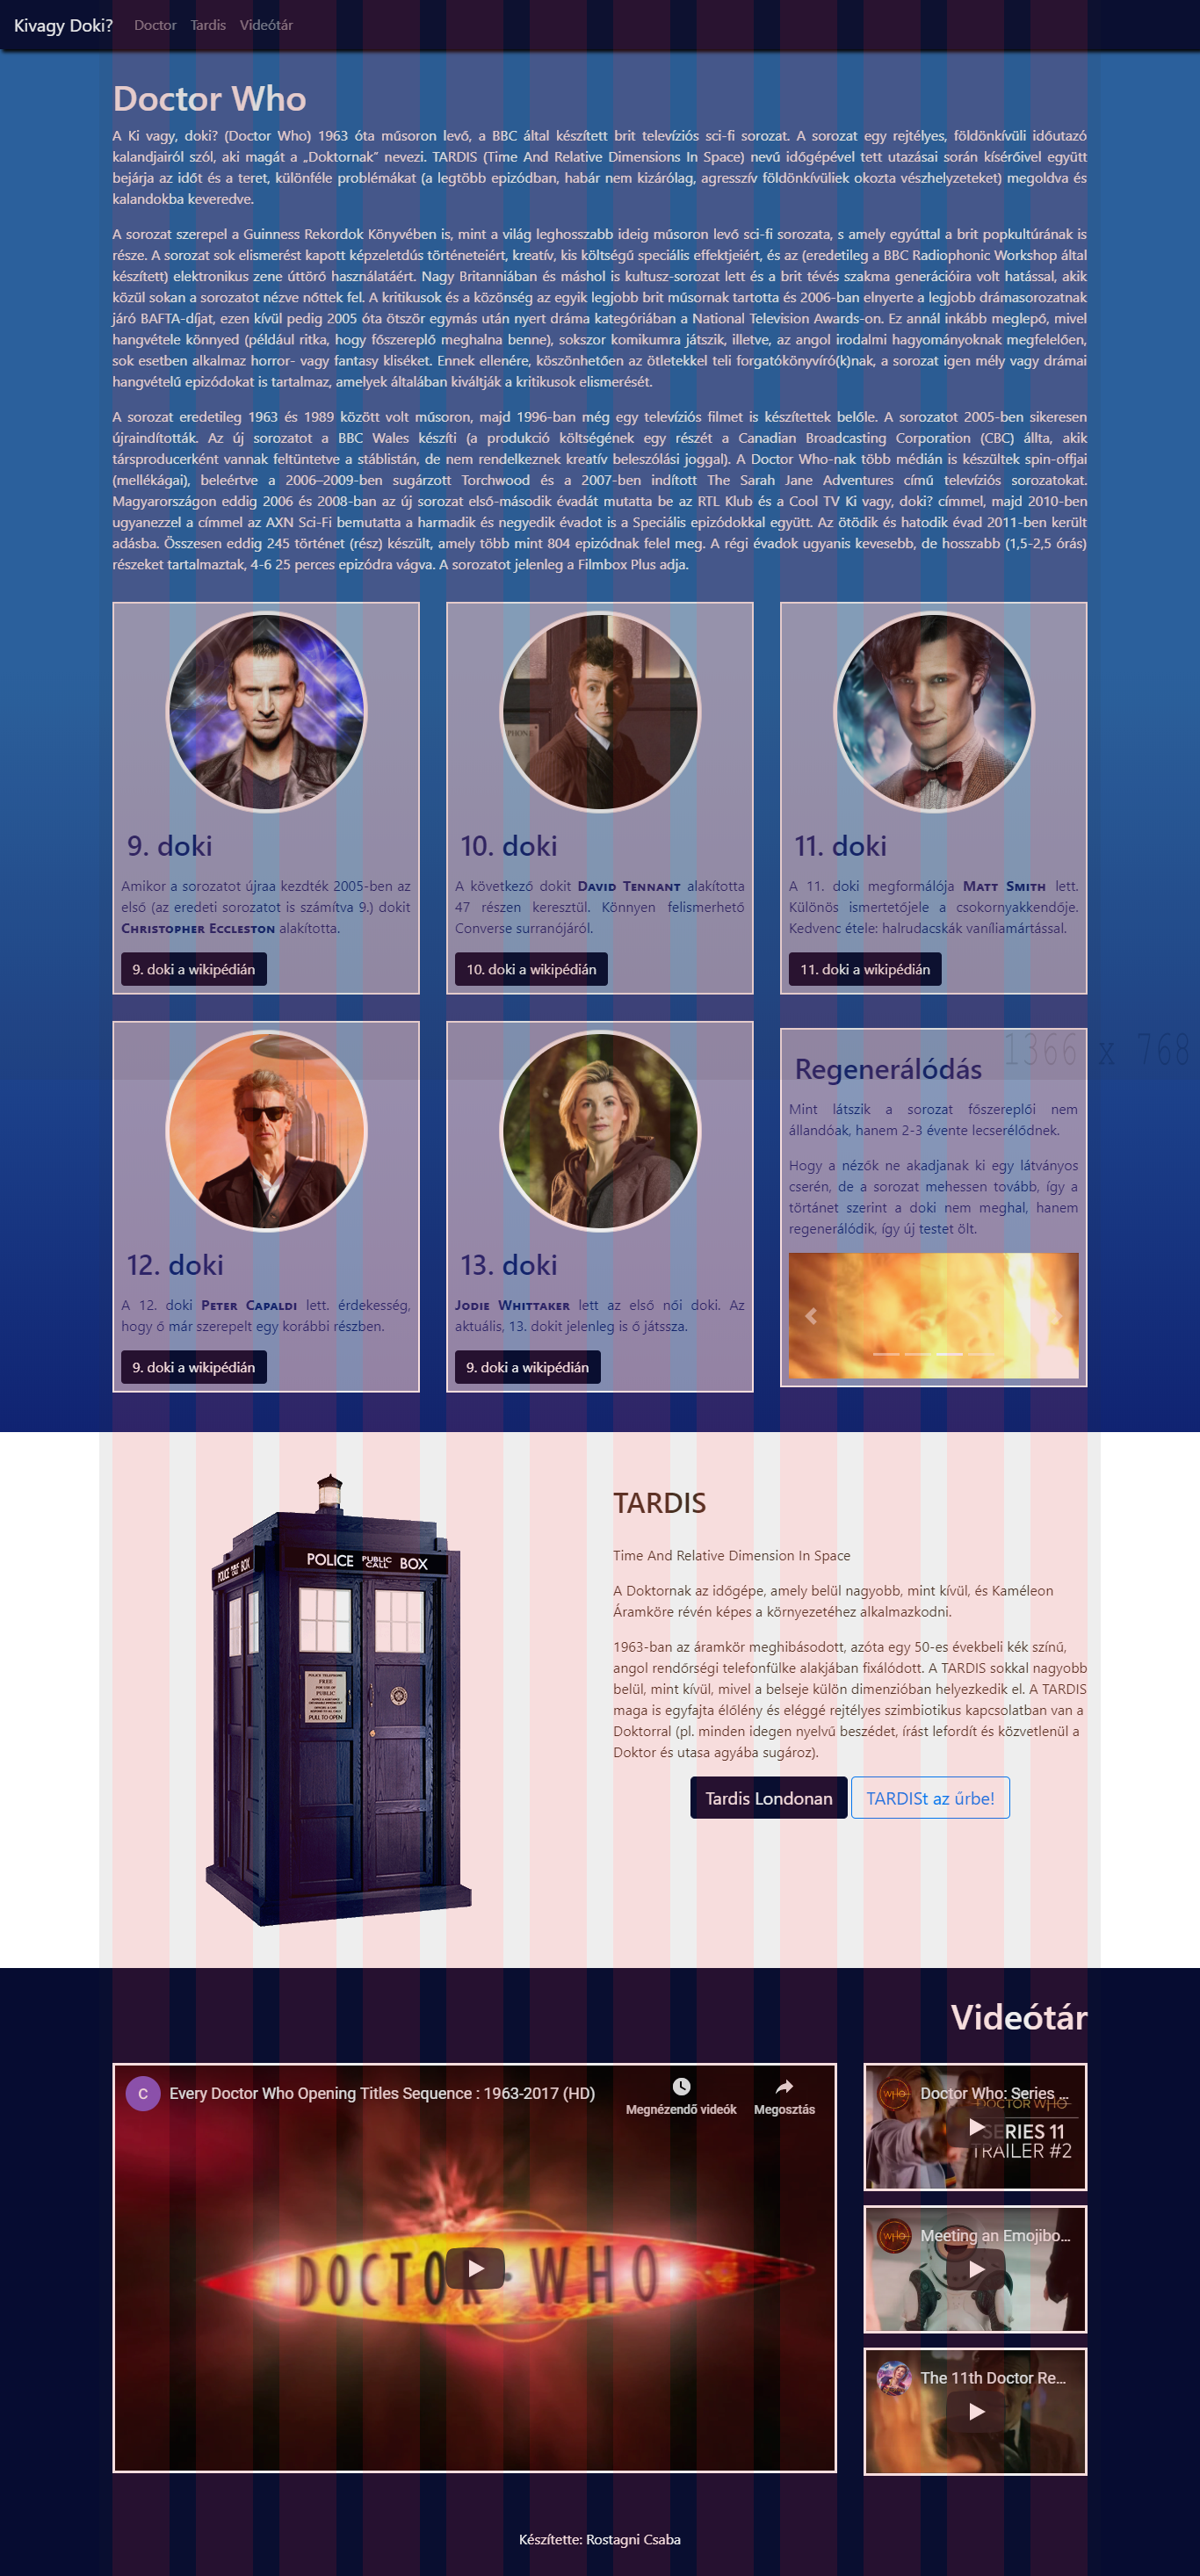 Kivagy Doki? Doctor Tardis Videótár
Doctor Who
A Ki vagy, doki? (Doctor Who) 1963 óta műsoron levő, a BBC által készített brit televíziós sci-fi sorozat. A sorozat egy rejtélyes, földönkívüli időutazó
kalandjairól szól, aki magát a „Doktornak” nevezi. TARDIS (Time And Relative Dimensions In Space) nevű időgépével tett utazásai során kísérőivel együtt
bejárja az időt és a teret, különféle problémákat (a legtöbb epizódban, habár nem kizárólag, agresszív földönkívüliek okozta vészhelyzeteket) megoldva és
kalandokba keveredve.
A sorozat szerepel a Guinness Rekordok Könyvében is, mint a világ leghosszabb ideig műsoron levő sci-fi sorozata, s amely egyúttal a brit popkultúrának is
része. A sorozat sok elismerést kapott képzeletdús történeteiért, kreatív, kis költségű speciális effektjeiért, és az (eredetileg a BBC Radiophonic Workshop által
készített) elektronikus zene úttörő használatáért. Nagy Britanniában és máshol is kultusz-sorozat lett és a brit tévés szakma generációira volt hatással, akik
közül sokan a sorozatot nézve nőttek fel. A kritikusok és a közönség az egyik legjobb brit műsornak tartotta és 2006-ban elnyerte a legjobb drámasorozatnak
járó BAFTA-díjat, ezen kívül pedig 2005 óta ötször egymás után nyert dráma kategóriában a National Television Awards-on. Ez annál inkább meglepő, mivel
hangvétele könnyed (például ritka, hogy főszereplő meghalna benne), sokszor komikumra játszik, illetve, az angol irodalmi hagyományoknak megfelelően,
sok esetben alkalmaz horror- vagy fantasy kliséket. Ennek ellenére, köszönhetően az ötletekkel teli forgatókönyvíró(k)nak, a sorozat igen mély vagy drámai
hangvételű epizódokat is tartalmaz, amelyek általában kiváltják a kritikusok elismerését.
A sorozat eredetileg 1963 és 1989 között volt műsoron, majd 1996-ban még egy televíziós filmet is készítettek belőle. A sorozatot 2005-ben sikeresen
újraindították. Az új sorozatot a BBC Wales készíti (a produkció költségének egy részét a Canadian Broadcasting Corporation (CBC) állta, akik
társproducerként vannak feltüntetve a stáblistán, de nem rendelkeznek kreatív beleszólási joggal). A Doctor Who-nak több médián is készültek spin-offjai
(mellékágai), beleértve a 2006–2009-ben sugárzott Torchwood és a 2007-ben indított The Sarah Jane Adventures című televíziós sorozatokat.
Magyarországon eddig 2006 és 2008-ban az új sorozat első-második évadát mutatta be az RTL Klub és a Cool TV Ki vagy, doki? címmel, majd 2010-ben
ugyanezzel a címmel az AXN Sci-Fi bemutatta a harmadik és negyedik évadot is a Speciális epizódokkal együtt. Az ötödik és hatodik évad 2011-ben került
adásba. Összesen eddig 245 történet (rész) készült, amely több mint 804 epizódnak felel meg. A régi évadok ugyanis kevesebb, de hosszabb (1,5-2,5 órás)
részeket tartalmaztak, 4-6 25 perces epizódra vágva. A sorozatot jelenleg a Filmbox Plus adja.
PHONE
9. doki
Amikor a sorozatot újraa kezdték 2005-ben az
első (az eredeti sorozatot is számítva 9.) dokit
Christopher Eccleston alakította.
9. doki a wikipédián
10. doki
A következő dokit David Tennant alakította
47 részen keresztül. Könnyen felismerhető
Converse surranójáról.
10. doki a wikipédián
11. doki
A 11. doki megformálója Matt Smith lett.
Különös ismertetőjele a csokornyakkendője.
Kedvenc étele: halrudacskák vaníliamártással.
11. doki a wikipédián
1366 x 768
12. doki
A 12. doki Peter Capaldi lett. érdekesség,
hogy ő már szerepelt egy korábbi részben.
9. doki a wikipédián
13. doki
Jodie Whittaker lett az első női doki. Az
aktuális, 13. dokit jelenleg is ő játssza.
9. doki a wikipédián
Regenerálódás
Mint látszik a sorozat főszereplői nem
állandóak, hanem 2-3 évente lecserélődnek.
Hogy a nézők ne akadjanak ki egy látványos
cserén, de a sorozat mehessen tovább, így a
törtánet szerint a doki nem meghal, hanem
regenerálódik, így új testet ölt.
POLICE PUBLIC CALL BOX
POLICE TELEPHONE
FREE
FOR USE OF
PUBLIC
PULL TO OPEN
TARDIS
Time And Relative Dimension In Space
A Doktornak az időgépe, amely belül nagyobb, mint kívül, és Kaméleon
Áramköre révén képes a környezetéhez alkalmazkodni.
1963-ban az áramkör meghibásodott, azóta egy 50-es évekbeli kék színű,
angol rendőrségi telefonfülke alakjában fixálódott. A TARDIS sokkal nagyobb
belül, mint kívül, mivel a belseje külön dimenzióban helyezkedik el. A TARDIS
maga is egyfajta élőlény és eléggé rejtélyes szimbiotikus kapcsolatban van a
Doktorral (pl. minden idegen nyelvű beszédet, írást lefordít és közvetlenül a
Doktor és utasa agyába sugároz).
Tardis Londonan TARDISt az űrbe!
Videótár
C Every Doctor Who Opening Titles Sequence : 1963-2017 (HD)
Megnézendő videók Megosztás
DOCTOR WHO
WHO Doctor Who: Series ...
DOCTOR WHO
SERIES 11
TRAILER #2
WHO Meeting an Emojibo...
The 11th Doctor Re...
Készítette: Rostagni Csaba